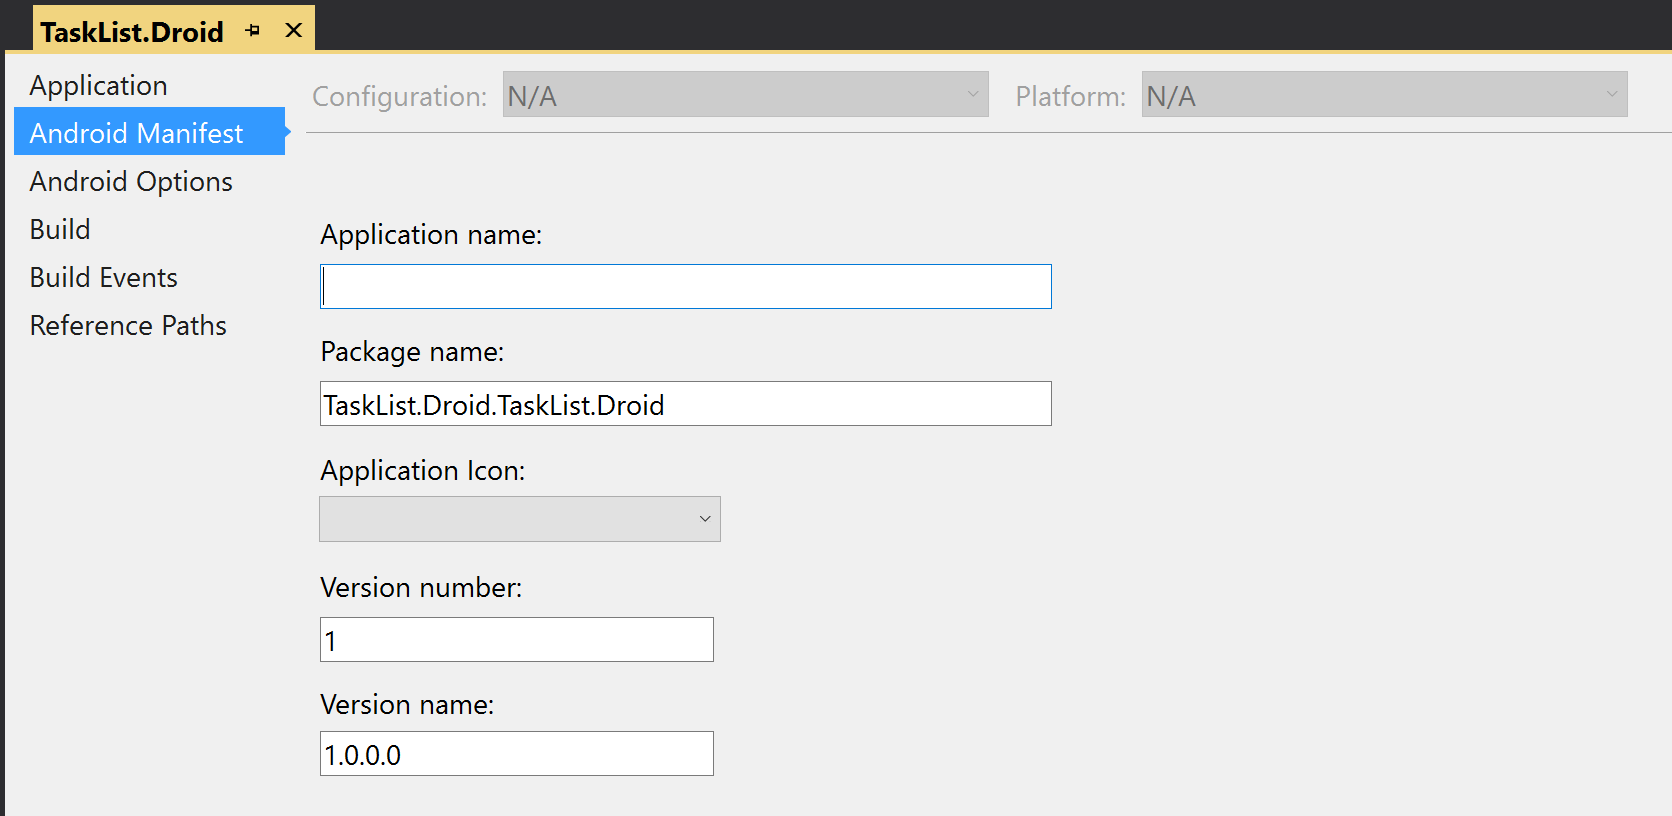 TaskList.Droid
Application
Android Manifest
Android Options
Build
Build Events
Reference Paths
Configuration: N/A Platform: N/A
Application name:
Package name:
TaskList.Droid.TaskList.Droid
Application Icon:
Version number:
1
Version name:
1.0.0.0